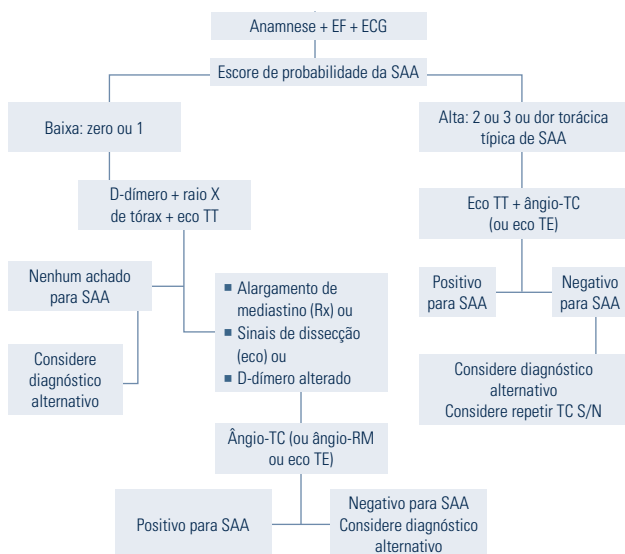 Anamnese + EF + ECG
Escore de probabilidade da SAA
Baixa: zero ou 1
Alta: 2 ou 3 ou dor torácica
típica de SAA
D-dímero + raio X
de tórax + eco TT
Eco TT + ângio-TC
(ou eco TE)
Nenhum achado
para SAA
■ Alargamento de
mediastino (Rx) ou
■ Sinais de dissecção
(eco) ou
■ D-dímero alterado
Positivo
para SAA
Negativo
para SAA
Considere
diagnóstico
alternativo
Considere diagnóstico
alternativo
Considere repetir TC S/N
Ângio-TC (ou ângio-RM
ou eco TE)
Positivo para SAA
Negativo para SAA
Considere diagnóstico
alternativo